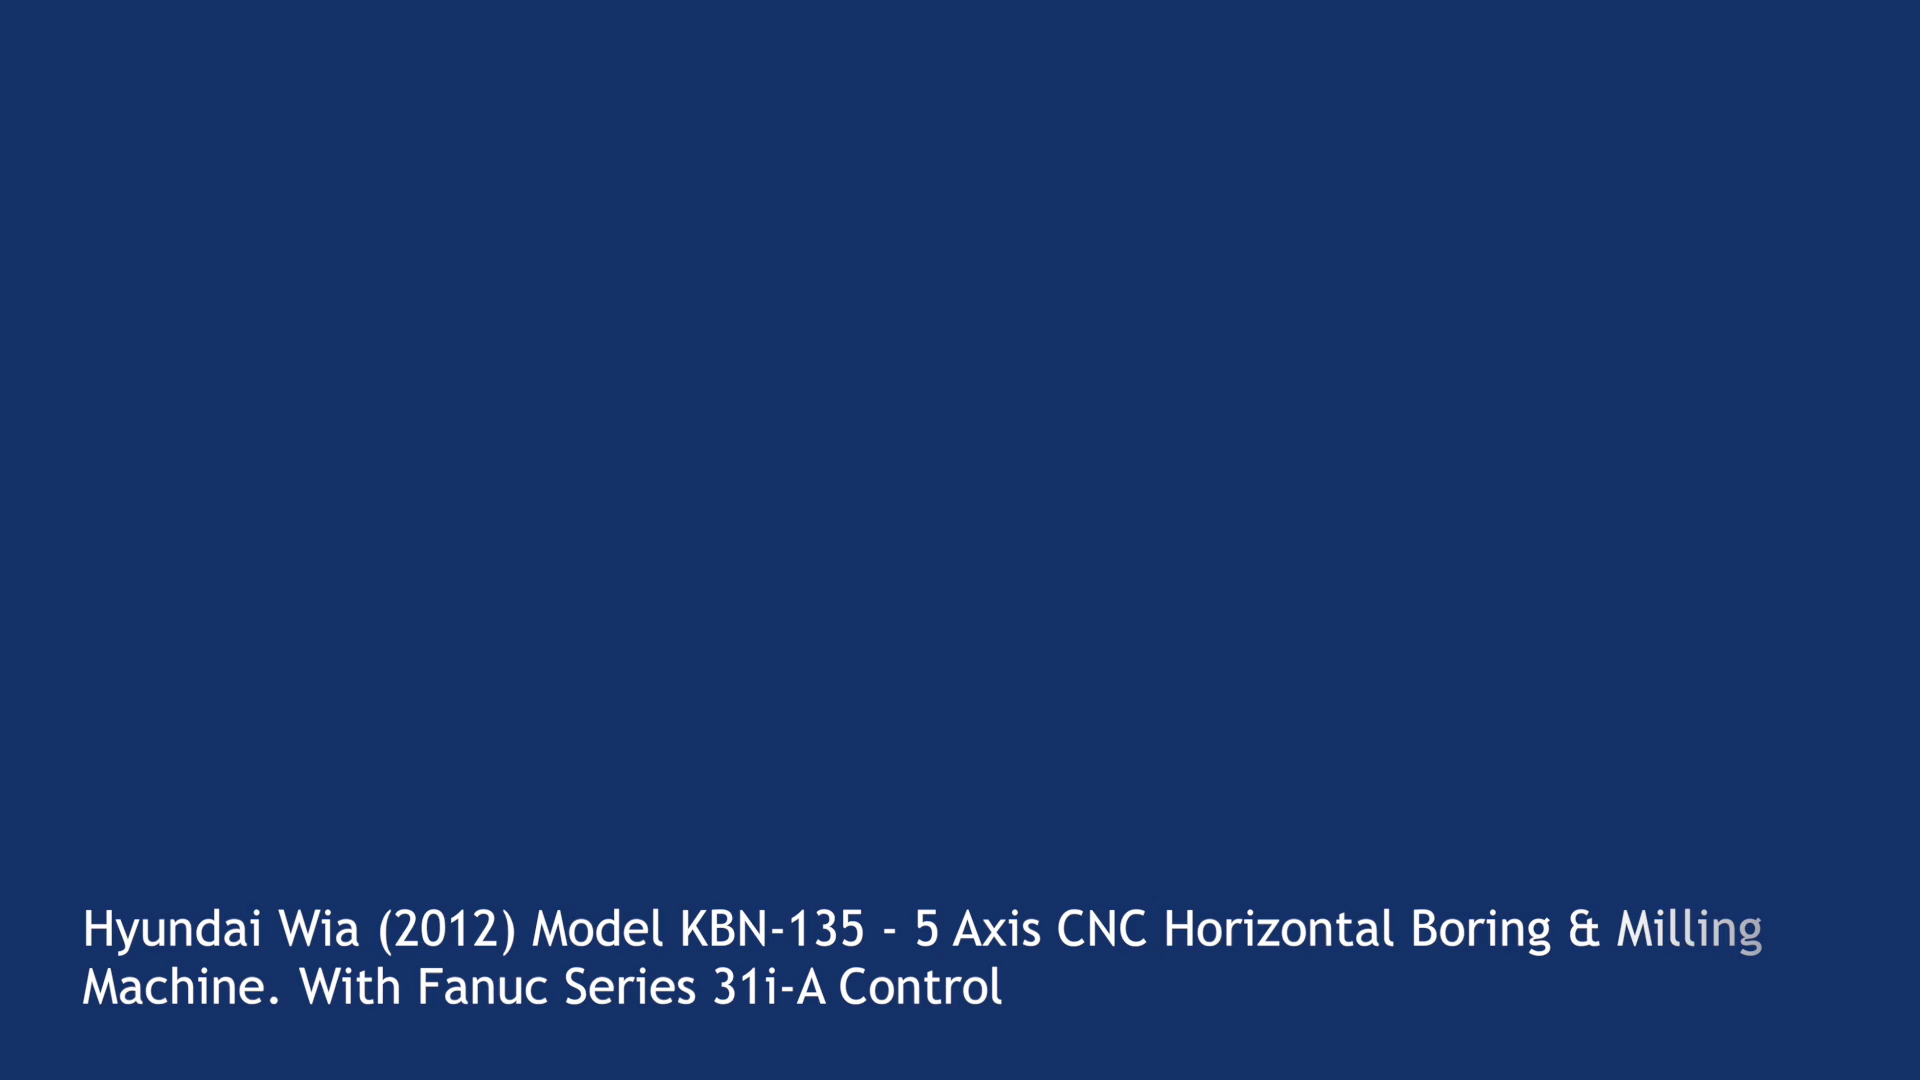 Hyundai Wia (2012) Model KBN-135 - 5 Axis CNC Horizontal Boring & Milling
Machine. With Fanuc Series 31i-A Control